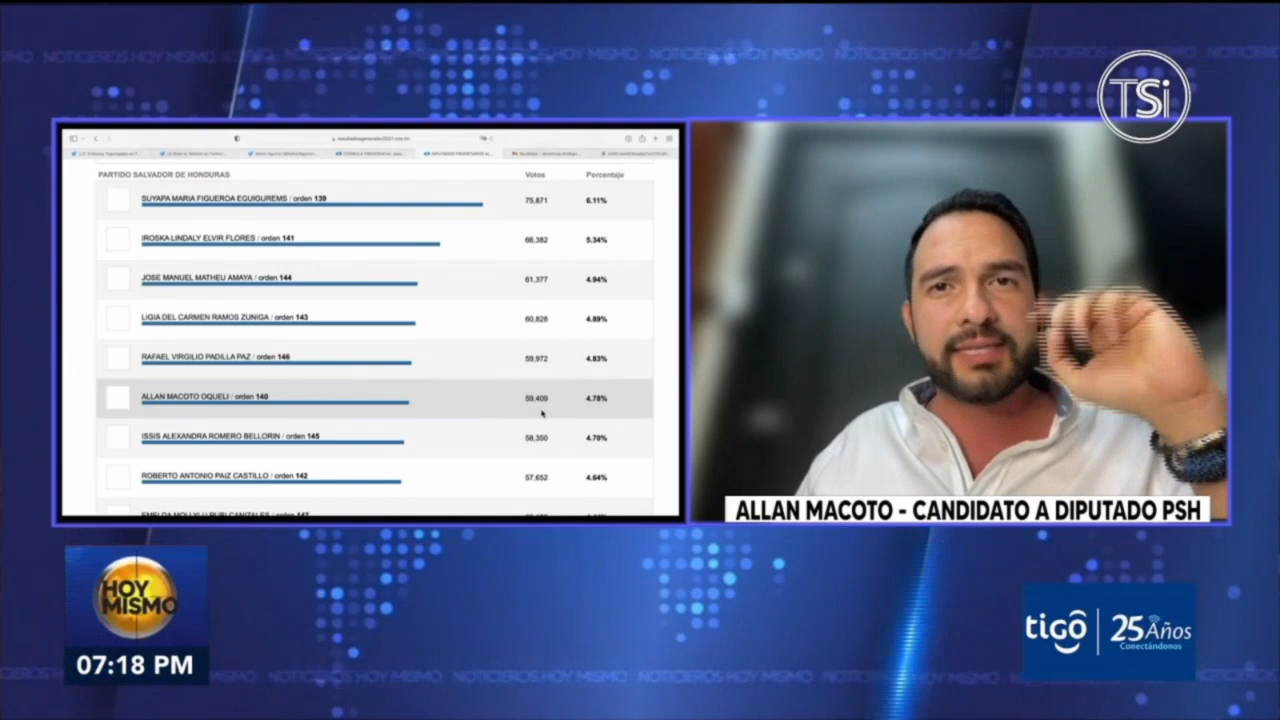 NOTICIEROS HOY MISMO
TSi
resultadosgenerales2021.cne.hn
PARTIDO SALVADOR DE HONDURAS Votos Porcentaje
SUYAPA MARIA FIGUEROA EGUIGUREMS / orden 139 75,871 6.11%
IROSKA LINDALY ELVIR FLORES / orden 141 66,382 5.34%
JOSE MANUEL MATHEU AMAYA / orden 144 61,377 4.94%
LIGIA DEL CARMEN RAMOS ZUNIGA / orden 143 60,828 4.89%
RAFAEL VIRGILIO PADILLA PAZ / orden 146 59,972 4.83%
ALLAN MACOTO OQUELI / orden 140 59,409 4.78%
ISSIS ALEXANDRA ROMERO BELLORIN / orden 145 58,350 4.70%
ROBERTO ANTONIO PAIZ CASTILLO / orden 142 57,652 4.64%
ALLAN MACOTO - CANDIDATO A DIPUTADO PSH
HOY
MISMO
07:18 PM
tigo 25 Años
Conectándonos